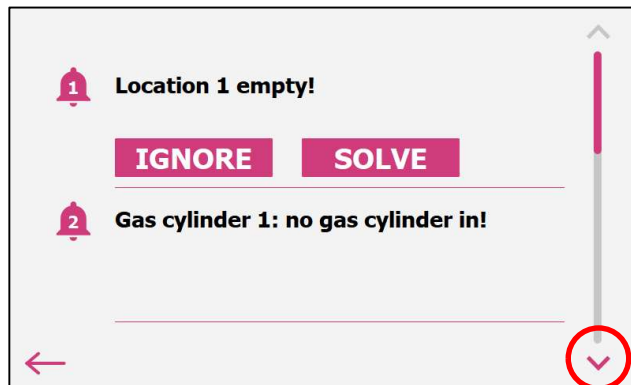 1
Location 1 empty!
IGNORE SOLVE
2
Gas cylinder 1: no gas cylinder in!